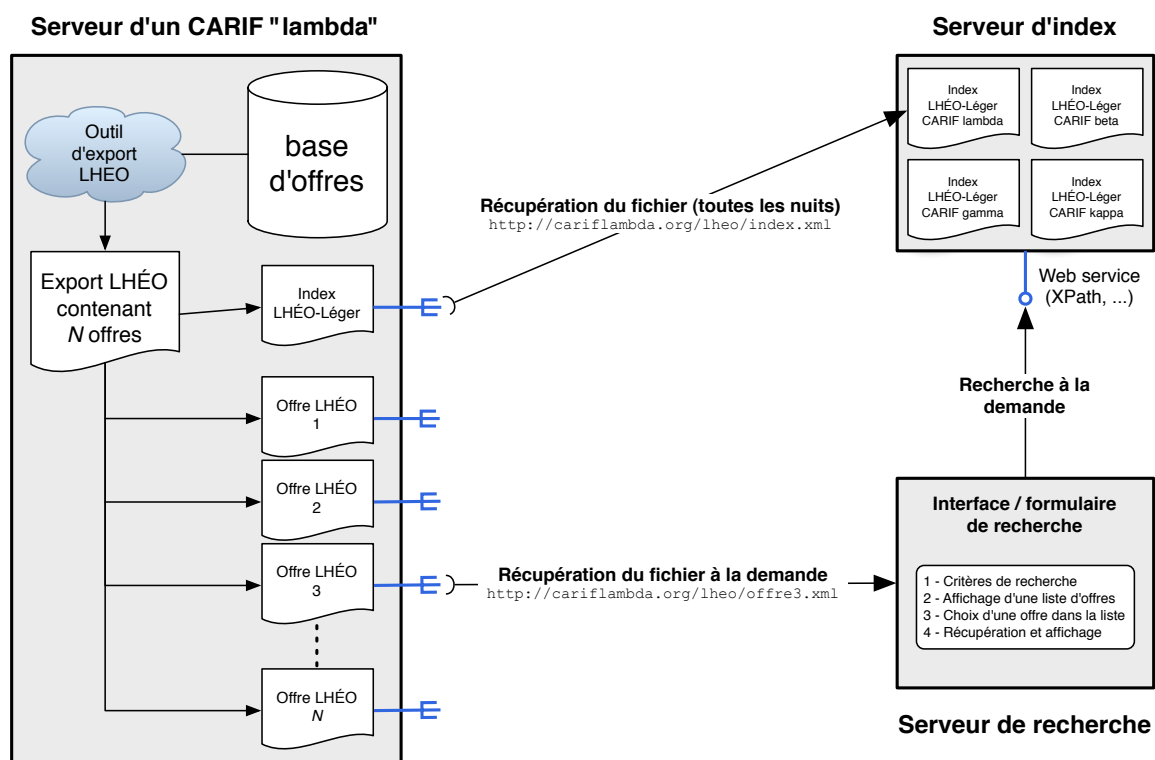 Serveur d'un CARIF "lambda"
Outil
d'export
LHEO
base
d'offres
Export LHÉO
contenant
N offres
Index
LHÉO-Léger
Offre LHÉO
1
Offre LHÉO
2
Offre LHÉO
3
Offre LHÉO
N
Récupération du fichier (toutes les nuits)
http://cariflambda.org/lheo/index.xml
Récupération du fichier à la demande
http://cariflambda.org/lheo/offre3.xml
Serveur d'index
Index
LHÉO-Léger
CARIF lambda
Index
LHÉO-Léger
CARIF beta
Index
LHÉO-Léger
CARIF gamma
Index
LHÉO-Léger
CARIF kappa
Web service
(XPath, ...)
Recherche à la
demande
Interface / formulaire
de recherche
1 - Critères de recherche
2 - Affichage d'une liste d'offres
3 - Choix d'une offre dans la liste
4 - Récupération et affichage
Serveur de recherche